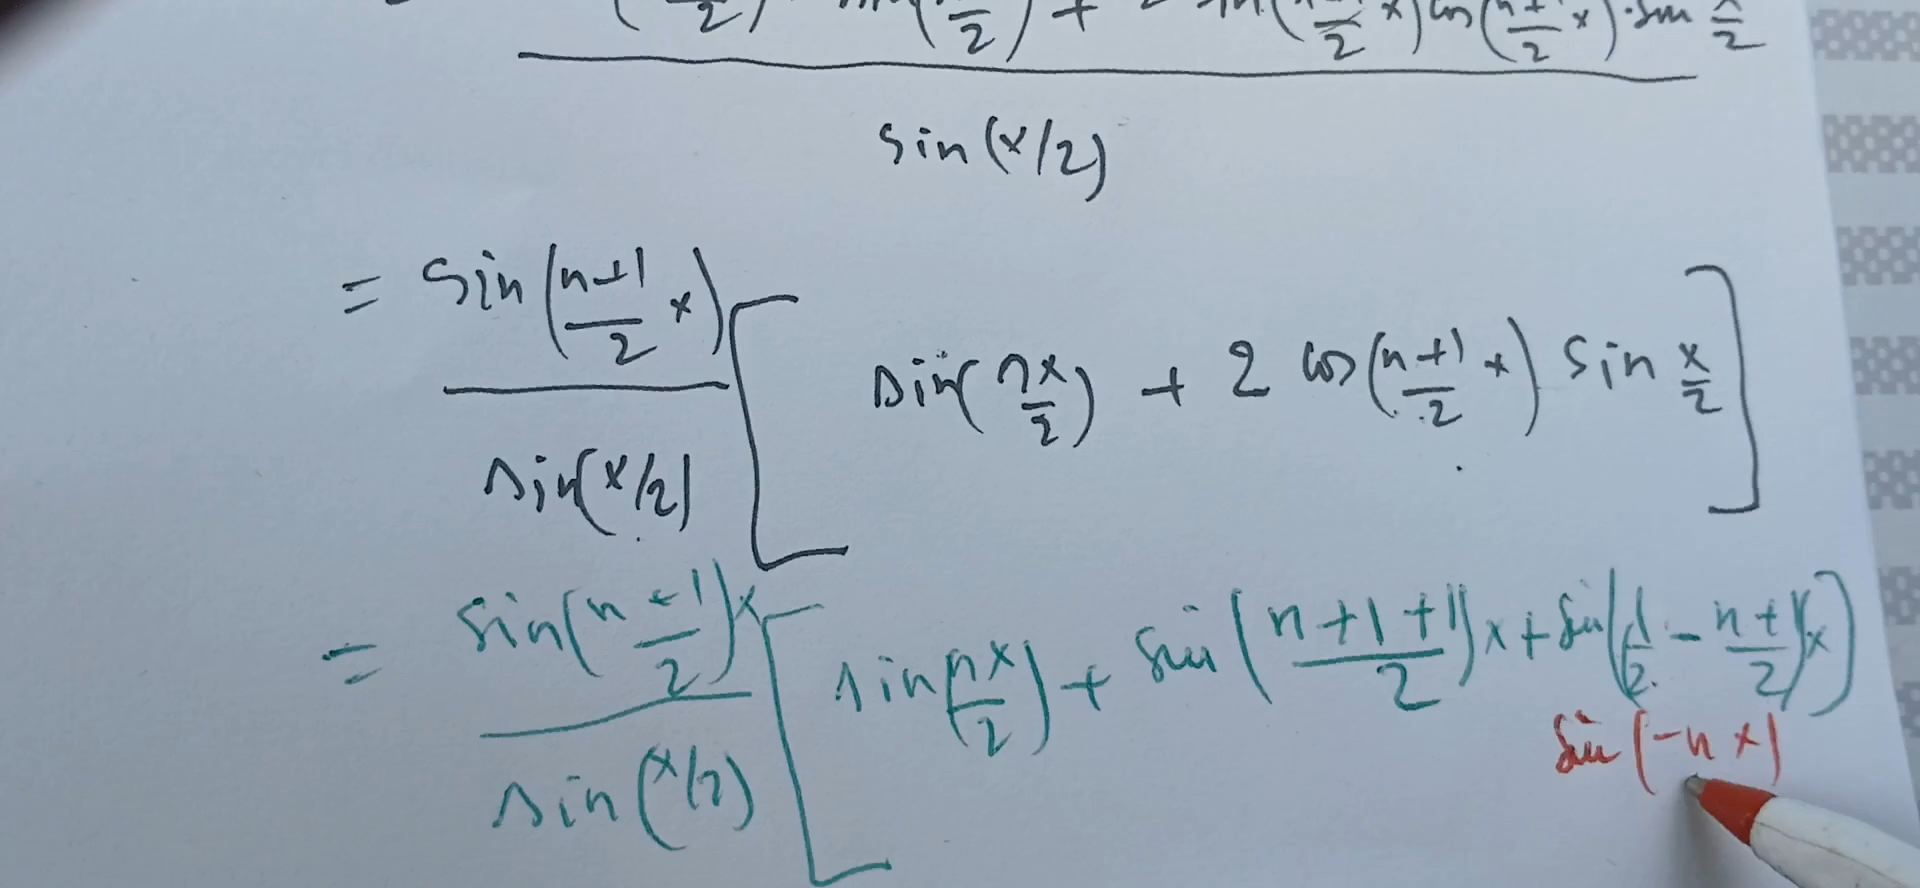 sin(x/2)
= sin(n+1/2 x)/sin(x/2) [sin(nx/2) + 2 cos(n+1/2 x) sin x/2]
= sin(n+1/2)x/sin(x/2) [sin(nx/2) + sin(n+1+1/2)x + sin(1/2 - n+1/2)x)
sin(-nx)